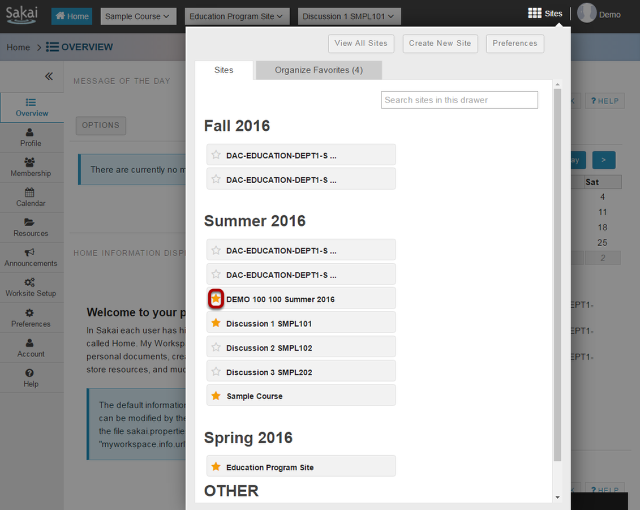 Sakai
Home
Sample Course
Education Program Site
Discussion 1 SMPL101
Sites
Demo
Home > OVERVIEW
View All Sites
Create New Site
Preferences
Sites
Organize Favorites (4)
Search sites in this drawer
Fall 2016
DAC-EDUCATION-DEPT1-S ...
DAC-EDUCATION-DEPT1-S ...
Summer 2016
DAC-EDUCATION-DEPT1-S ...
DAC-EDUCATION-DEPT1-S ...
DEMO 100 100 Summer 2016
Discussion 1 SMPL101
Discussion 2 SMPL102
Discussion 3 SMPL202
Sample Course
Spring 2016
Education Program Site
OTHER
Overview
Profile
Membership
Calendar
Resources
Announcements
Worksite Setup
Preferences
Account
Help
MESSAGE OF THE DAY
OPTIONS
There are currently no m
HOME INFORMATION DISP
Welcome to your p
In Sakai each user has hi
called Home. My Worksp
personal documents, crea
store resources, and muc
The default information
can be modified by the
the file sakai.propertie
"myworkspace.info.url
? HELP
>
Sat
4
11
18
25
2
EPT1-
EPT1-
? HELP